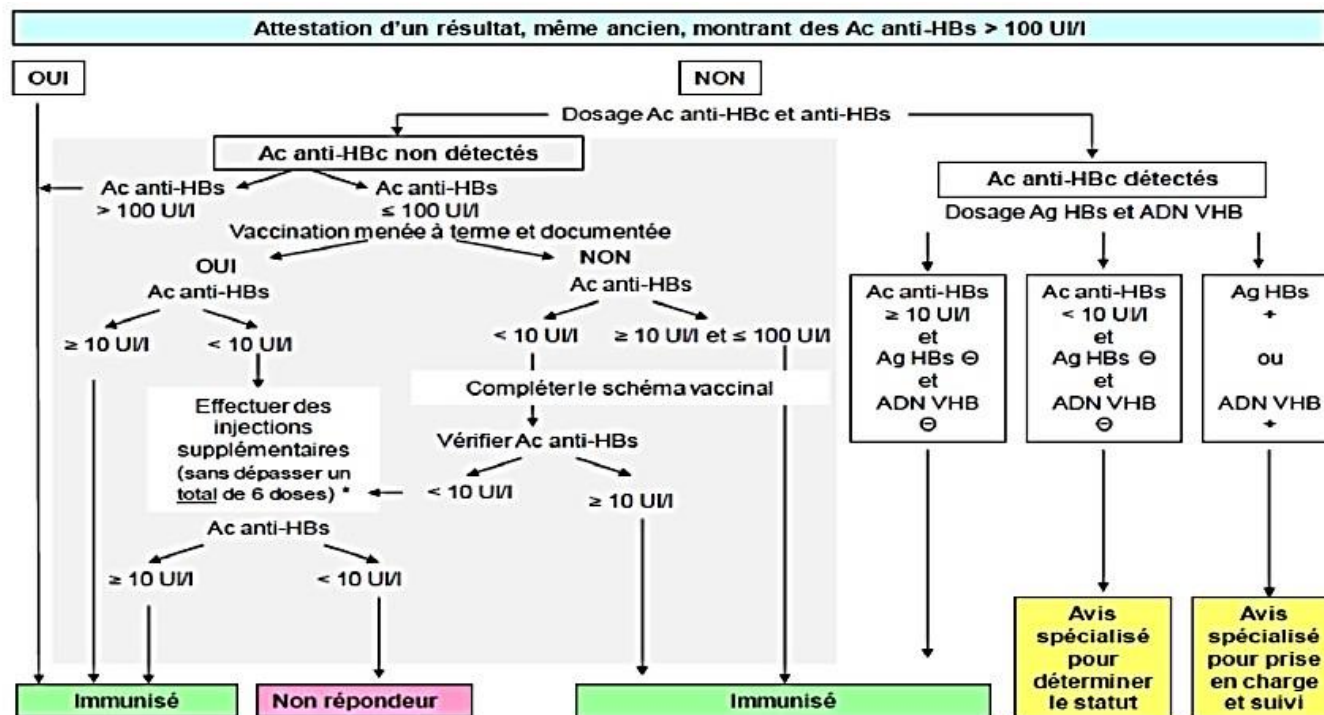 Attestation d'un résultat, même ancien, montrant des Ac anti-HBs > 100 UI/l
OUI
NON
Dosage Ac anti-HBc et anti-HBs
Ac anti-HBc non détectés
Ac anti-HBs
> 100 UI/l
Ac anti-HBs
≤ 100 UI/l
Vaccination menée à terme et documentée
OUI
Ac anti-HBs
≥ 10 UI/l
< 10 UI/l
Effectuer des
injections
supplémentaires
(sans dépasser un
total de 6 doses) *
Ac anti-HBs
≥ 10 UI/l
< 10 UI/l
NON
Ac anti-HBs
< 10 UI/l
≥ 10 UI/l et ≤ 100 UI/l
Compléter le schéma vaccinal
Vérifier Ac anti-HBs
< 10 UI/l
≥ 10 UI/l
Ac anti-HBc détectés
Dosage Ag HBs et ADN VHB
Ac anti-HBs
≥ 10 UI/l
et
Ag HBs ⊖
et
ADN VHB
⊖
Ac anti-HBs
< 10 UI/l
et
Ag HBs ⊖
et
ADN VHB
⊖
Ag HBs
+
ou
ADN VHB
+
Immunisé
Non répondeur
Immunisé
Avis
spécialisé
pour
déterminer
le statut
Avis
spécialisé
pour prise
en charge
et suivi